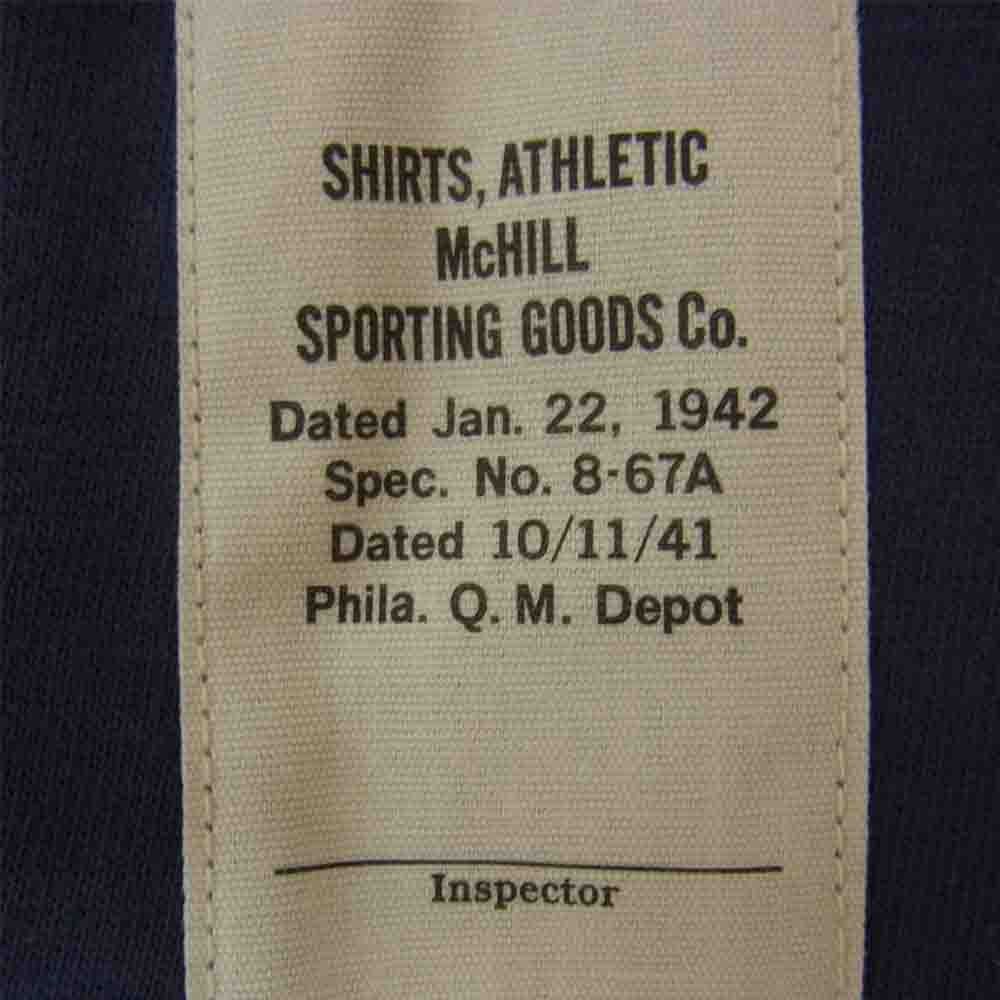 SHIRTS, ATHLETIC
McHILL
SPORTING GOODS Co.
Dated Jan. 22, 1942
Spec. No. 8-67A
Dated 10/11/41
Phila. Q. M. Depot
Inspector